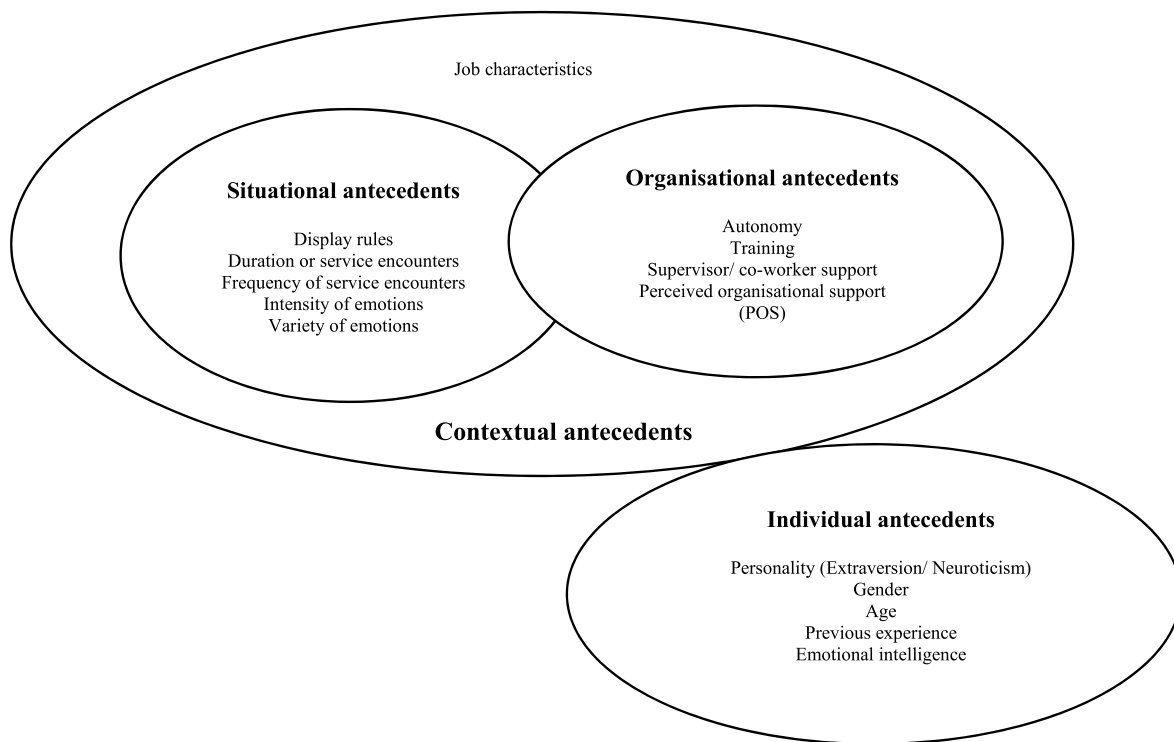 Job characteristics
Situational antecedents
Display rules
Duration or service encounters
Frequency of service encounters
Intensity of emotions
Variety of emotions
Organisational antecedents
Autonomy
Training
Supervisor/ co-worker support
Perceived organisational support
(POS)
Contextual antecedents
Individual antecedents
Personality (Extraversion/ Neuroticism)
Gender
Age
Previous experience
Emotional intelligence